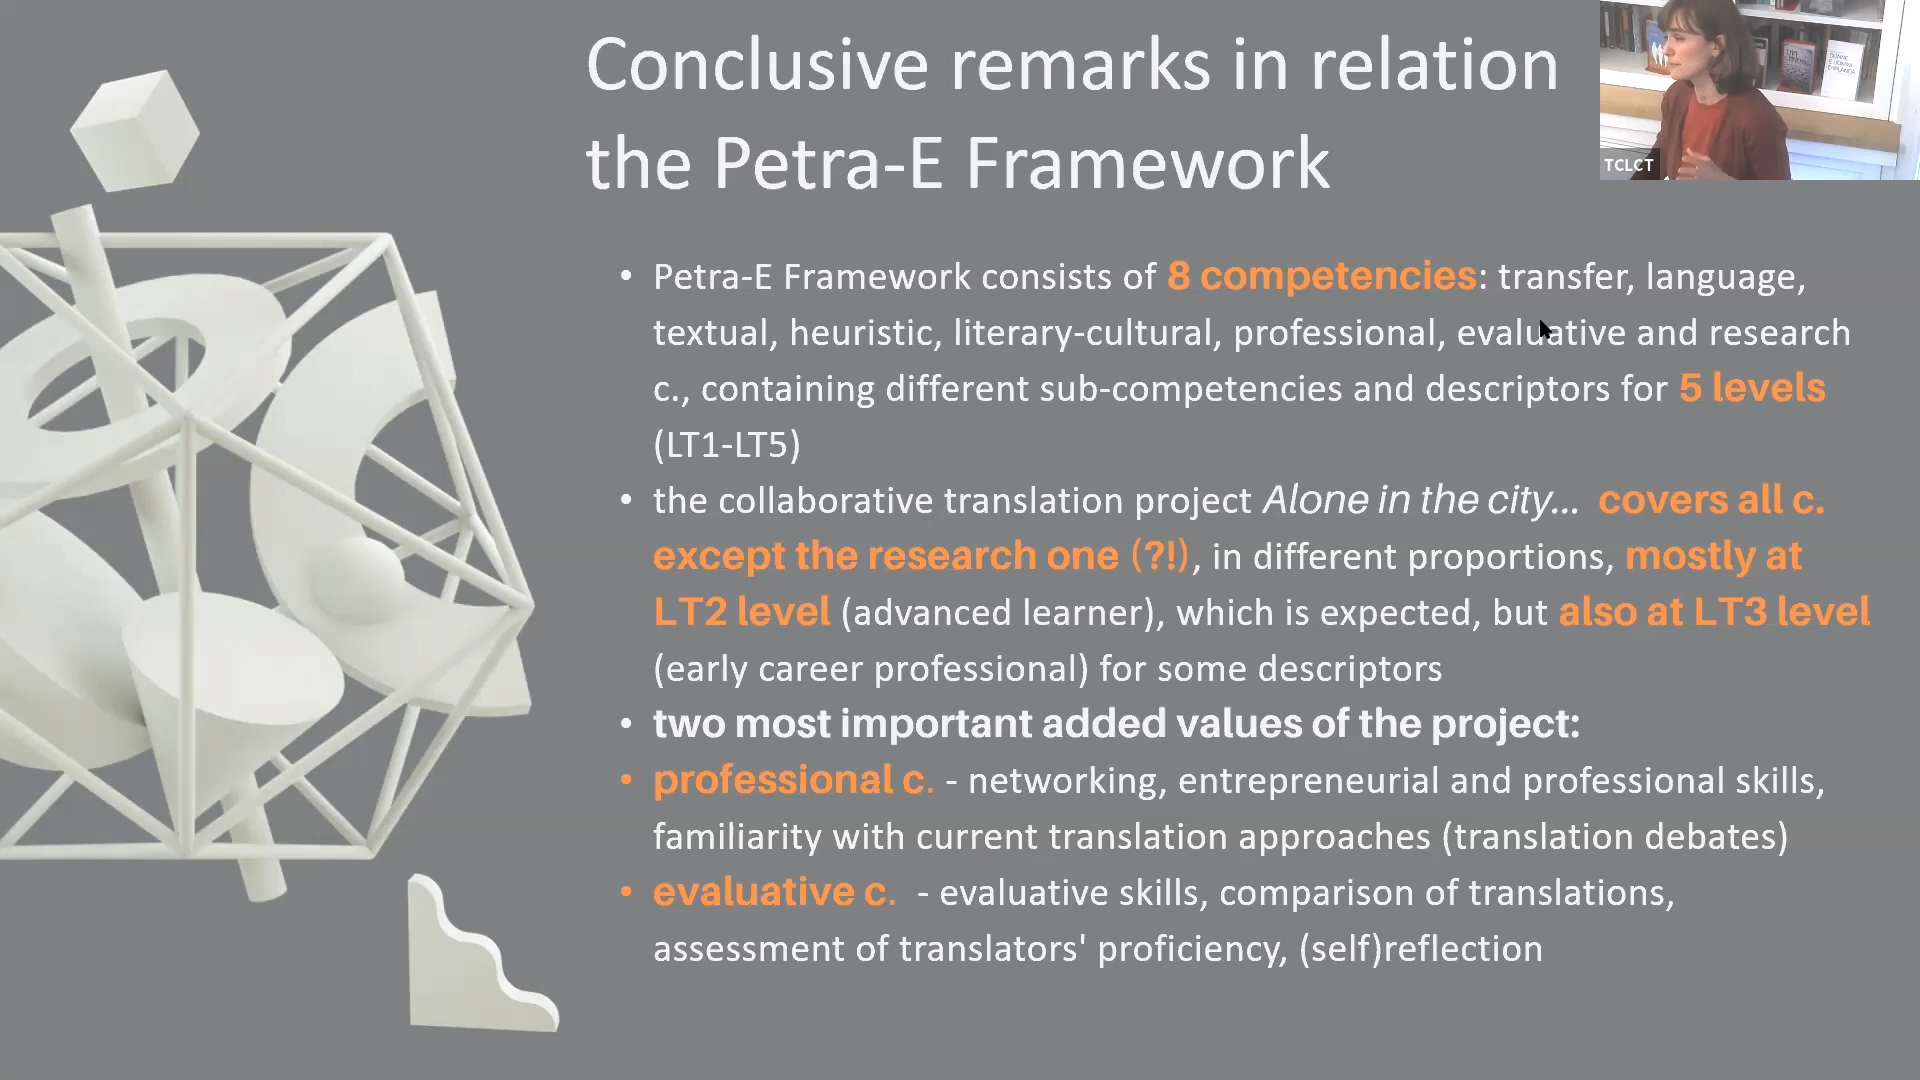 Conclusive remarks in relation
the Petra-E Framework
TCLCT
• Petra-E Framework consists of 8 competencies: transfer, language,
textual, heuristic, literary-cultural, professional, evaluative and research
c., containing different sub-competencies and descriptors for 5 levels
(LT1-LT5)
• the collaborative translation project Alone in the city... covers all c.
except the research one (?!), in different proportions, mostly at
LT2 level (advanced learner), which is expected, but also at LT3 level
(early career professional) for some descriptors
• two most important added values of the project:
• professional c. - networking, entrepreneurial and professional skills,
familiarity with current translation approaches (translation debates)
• evaluative c. - evaluative skills, comparison of translations,
assessment of translators' proficiency, (self)reflection